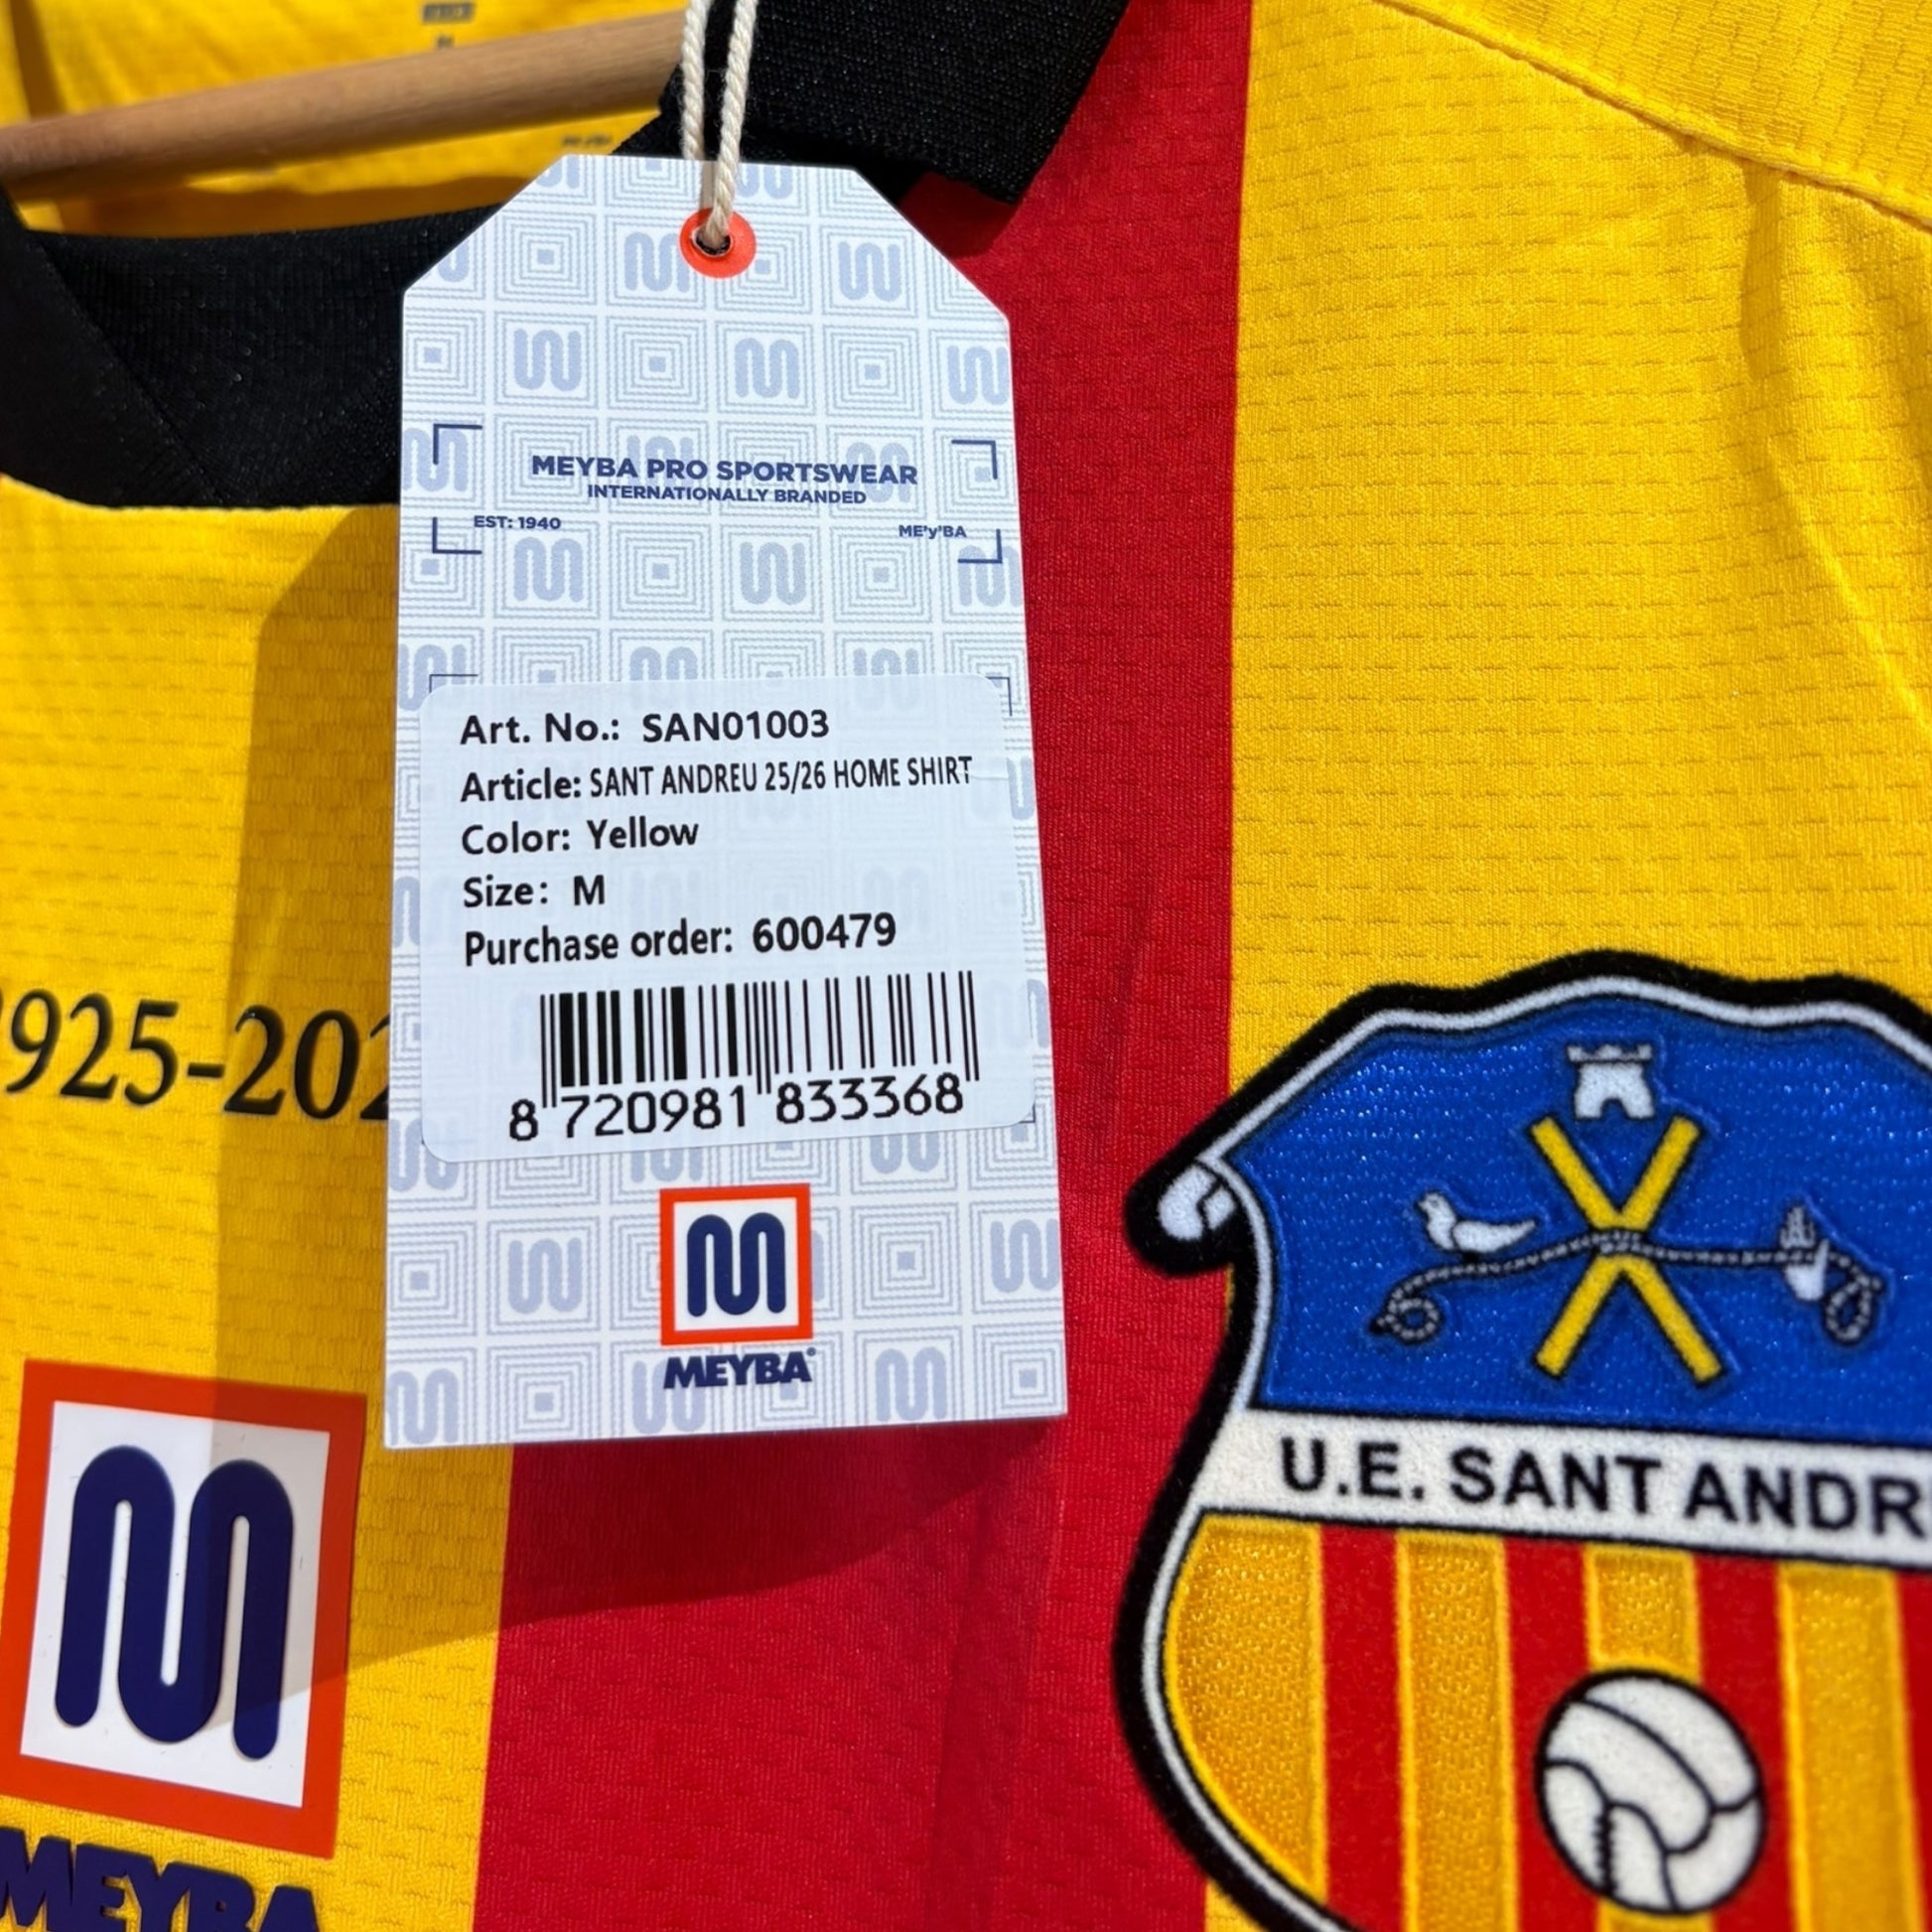 MEYBA PRO SPORTSWEAR
INTERNATIONALLY BRANDED
EST: 1940
ME'y'BA
Art. No.: SAN01003
Article: SANT ANDREU 25/26 HOME SHIRT
Color: Yellow
Size: M
Purchase order: 600479
8 720981 833368
MEYBA
925-202
MEYBA
U.E. SANT ANDR